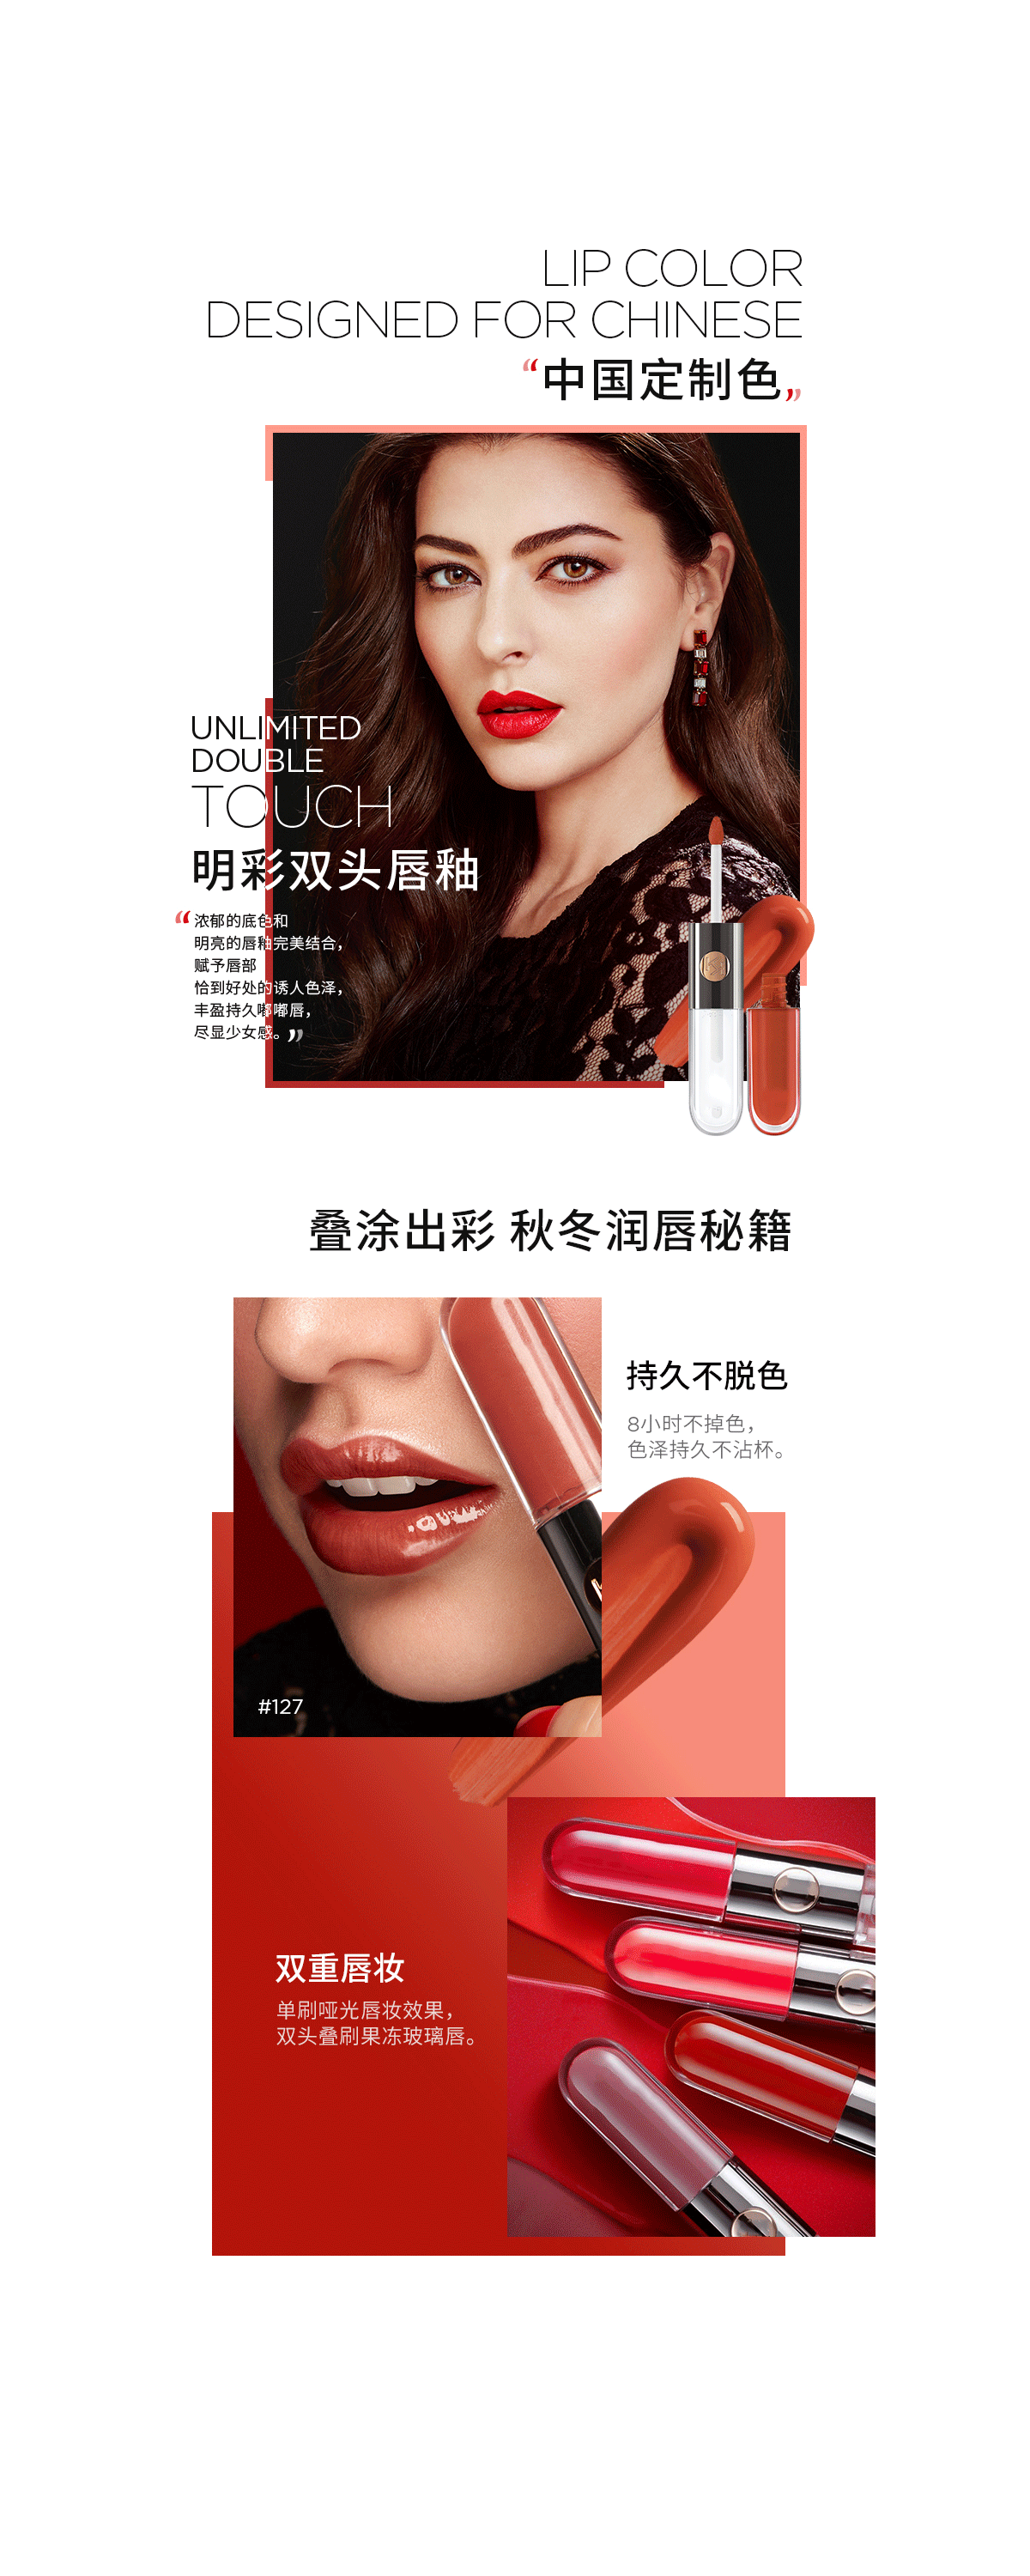 LIP COLOR
DESIGNED FOR CHINESE
“中国定制色”
UNLIMITED
DOUBLE
TOUCH
明彩双头唇釉
“浓郁的底色和
明亮的唇釉完美结合，
赋予唇部
恰到好处的诱人色泽，
丰盈持久嘟嘟唇，
尽显少女感。”
叠涂出彩 秋冬润唇秘籍
持久不脱色
8小时不掉色，
色泽持久不沾杯。
#127
双重唇妆
单刷哑光唇妆效果，
双头叠刷果冻玻璃唇。